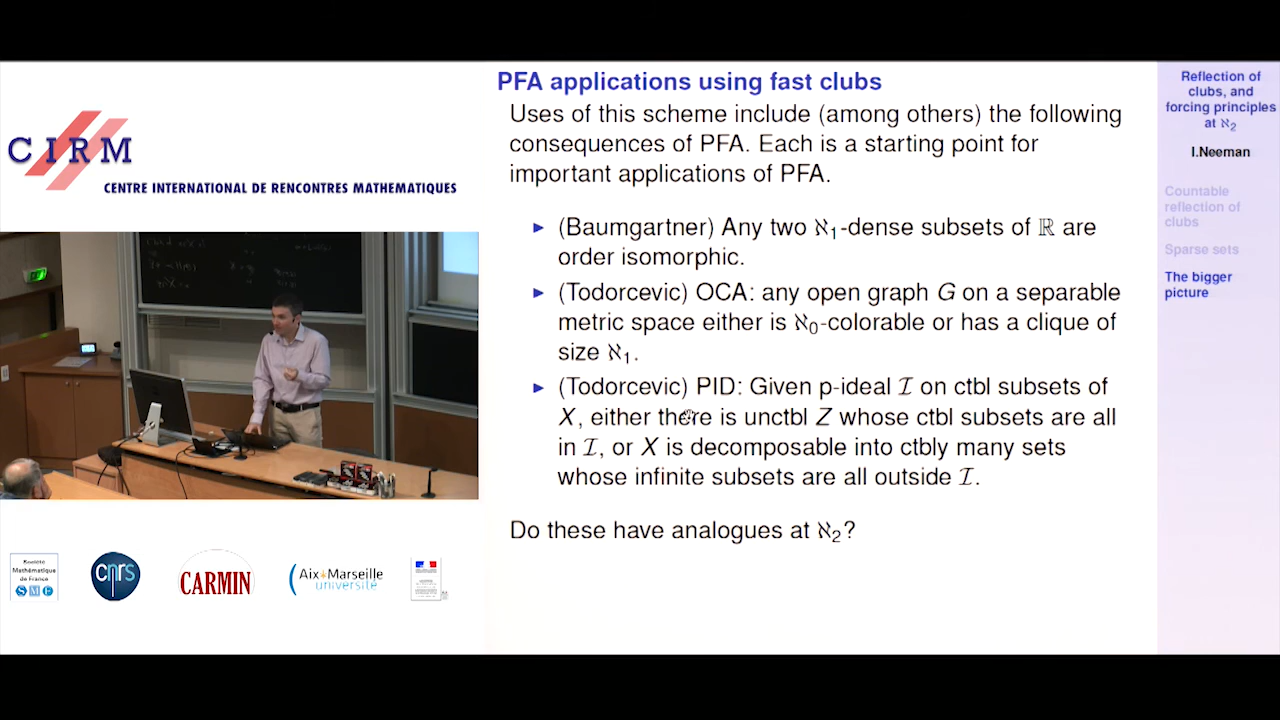 CIRM
CENTRE INTERNATIONAL DE RENCONTRES MATHEMATIQUES
Société
Mathématique
de France
SMF
cnrs
CARMIN
Aix*Marseille
université
PFA applications using fast clubs
Uses of this scheme include (among others) the following
consequences of PFA. Each is a starting point for
important applications of PFA.
▶ (Baumgartner) Any two ℵ₁-dense subsets of ℝ are
order isomorphic.
▶ (Todorcevic) OCA: any open graph G on a separable
metric space either is ℵ₀-colorable or has a clique of
size ℵ₁.
▶ (Todorcevic) PID: Given p-ideal ℐ on ctbl subsets of
X, either there is unctbl Z whose ctbl subsets are all
in ℐ, or X is decomposable into ctbly many sets
whose infinite subsets are all outside ℐ.
Do these have analogues at ℵ₂?
Reflection of
clubs, and
forcing principles
at ℵ₂
I.Neeman
Countable
reflection of
clubs
Sparse sets
The bigger
picture